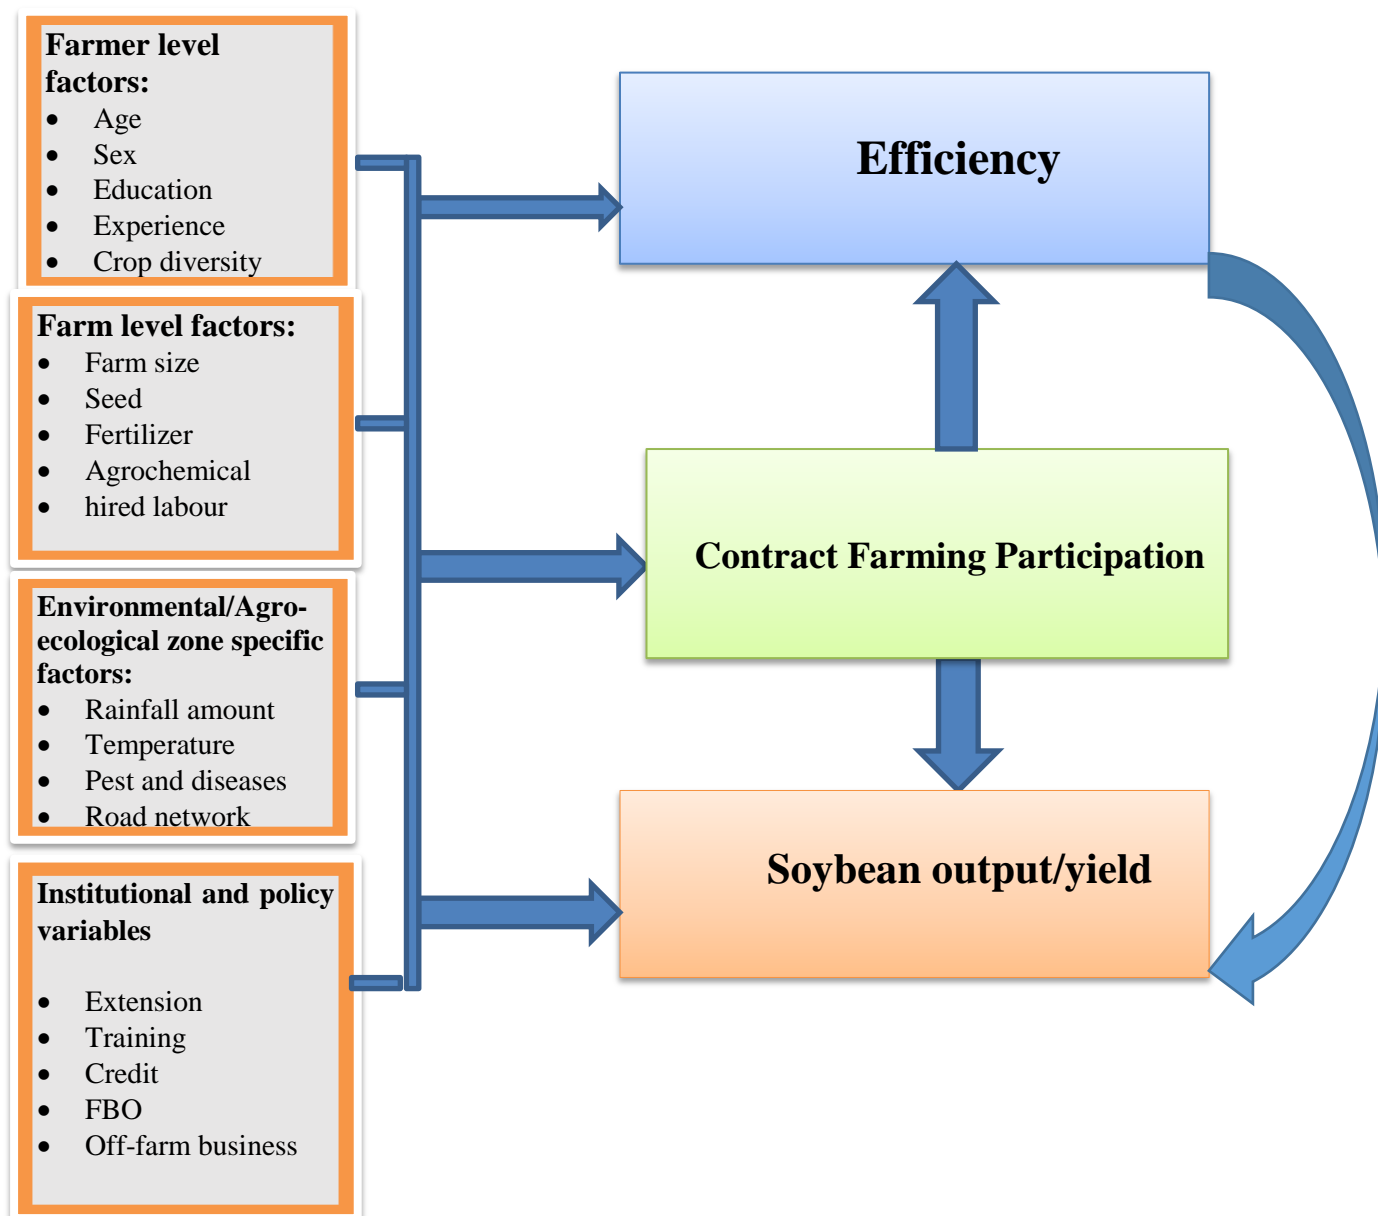 Farmer level
factors:
• Age
• Sex
• Education
• Experience
• Crop diversity
Farm level factors:
• Farm size
• Seed
• Fertilizer
• Agrochemical
• hired labour
Environmental/Agro-
ecological zone specific
factors:
• Rainfall amount
• Temperature
• Pest and diseases
• Road network
Institutional and policy
variables
• Extension
• Training
• Credit
• FBO
• Off-farm business
Efficiency
Contract Farming Participation
Soybean output/yield